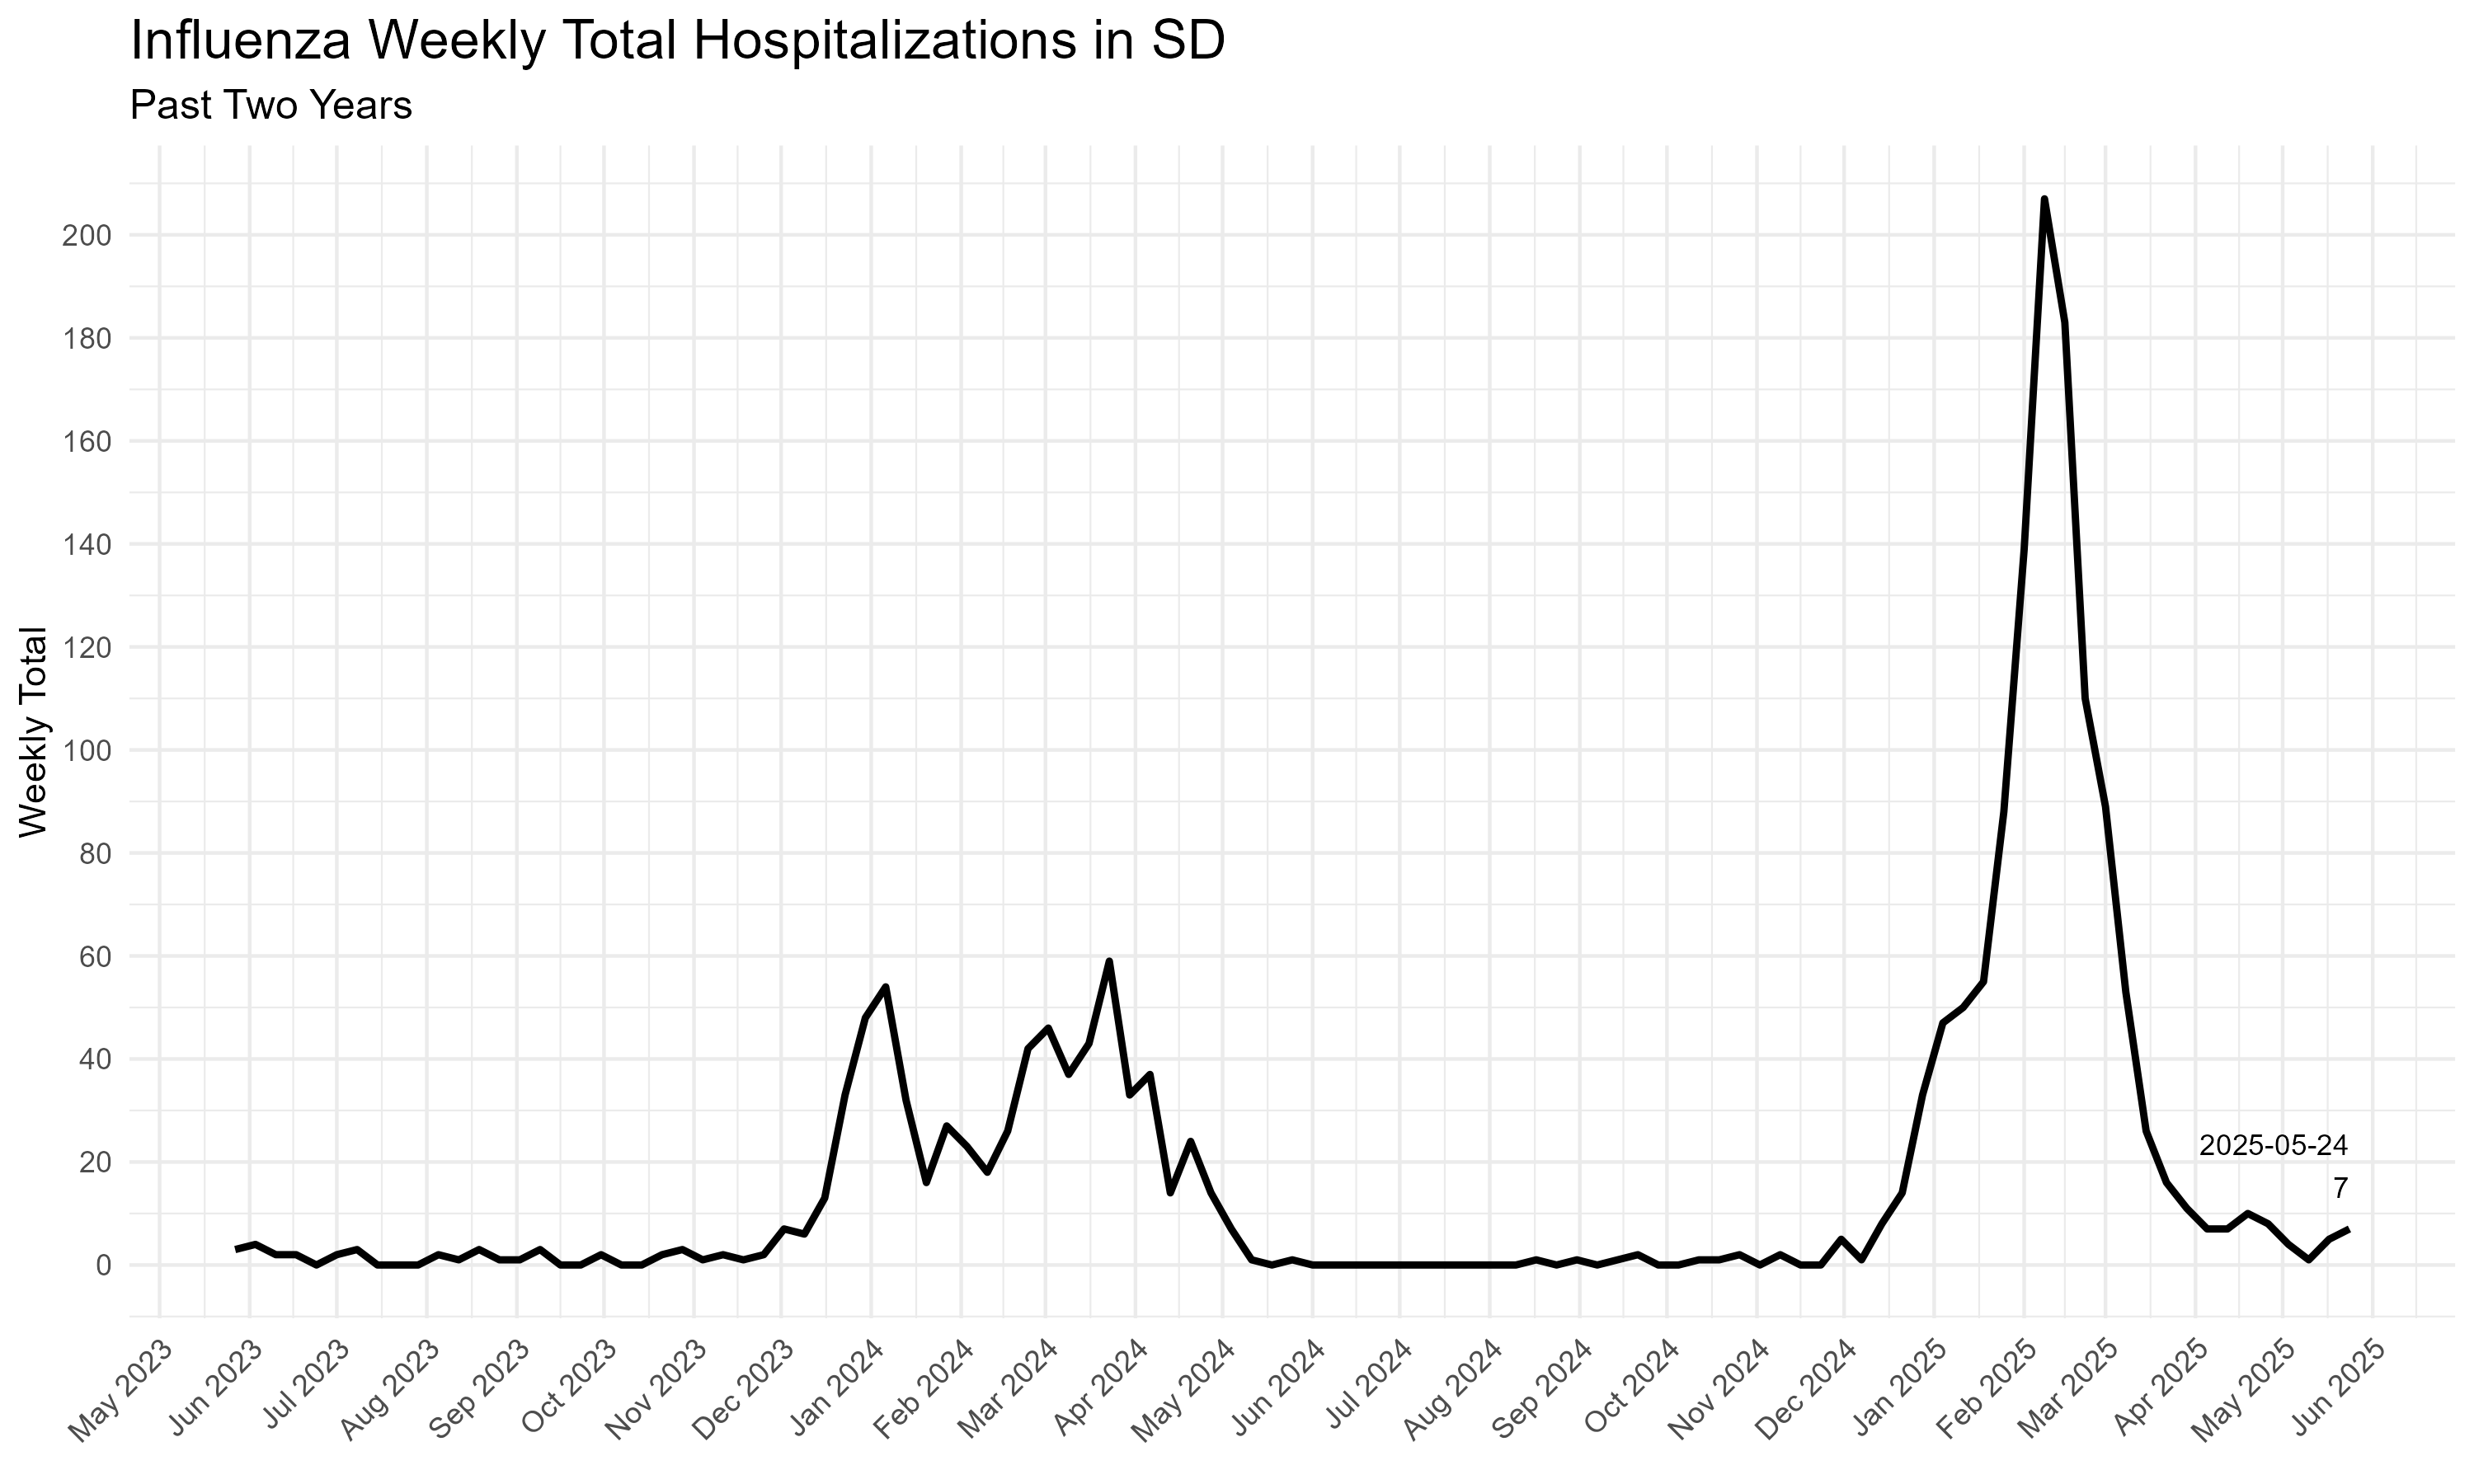 Influenza Weekly Total Hospitalizations in SD
Past Two Years
Weekly Total
200
180
160
140
120
100
80
60
40
20
0
2025-05-24
7
May 2023
Jun 2023
Jul 2023
Aug 2023
Sep 2023
Oct 2023
Nov 2023
Dec 2023
Jan 2024
Feb 2024
Mar 2024
Apr 2024
May 2024
Jun 2024
Jul 2024
Aug 2024
Sep 2024
Oct 2024
Nov 2024
Dec 2024
Jan 2025
Feb 2025
Mar 2025
Apr 2025
May 2025
Jun 2025